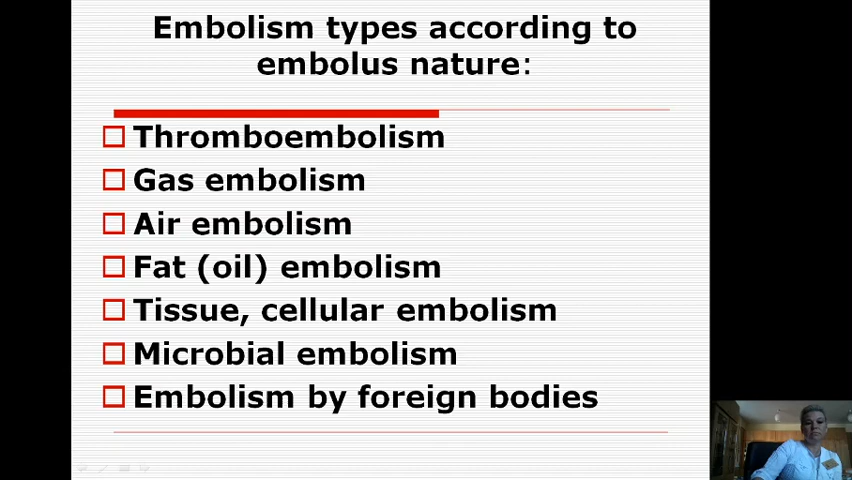 Embolism types according to
embolus nature:
Thromboembolism
Gas embolism
Air embolism
Fat (oil) embolism
Tissue, cellular embolism
Microbial embolism
Embolism by foreign bodies